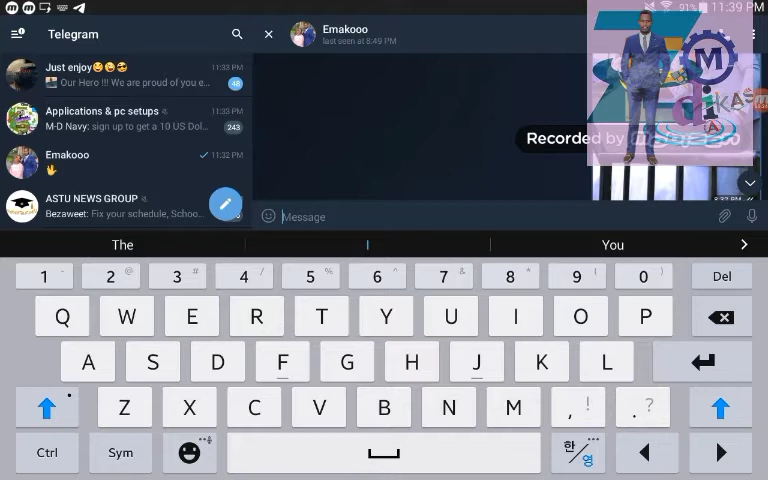 91% 11:39 PM
Telegram
Emakooo
last seen at 8:49 PM
Just enjoy😂😊😎 11:33 PM
Our Hero !!! We are proud of you e... 48
Applications & pc setups 11:33 PM
M-D Navy: sign up to get a 10 US Dol... 243
Emakooo 11:32 PM
🖖
ASTU NEWS GROUP
Bezaweet: Fix your schedule, Schoo...
Recorded by
M
Message
The I You
1 - 2 @ 3 # 4 / 5 % 6 ^ 7 & 8 * 9 ( 0 ) Del
Q W E R T Y U I O P
A S D F G H J K L
Z X C V B N M , ! . ?
Ctrl Sym 한/영